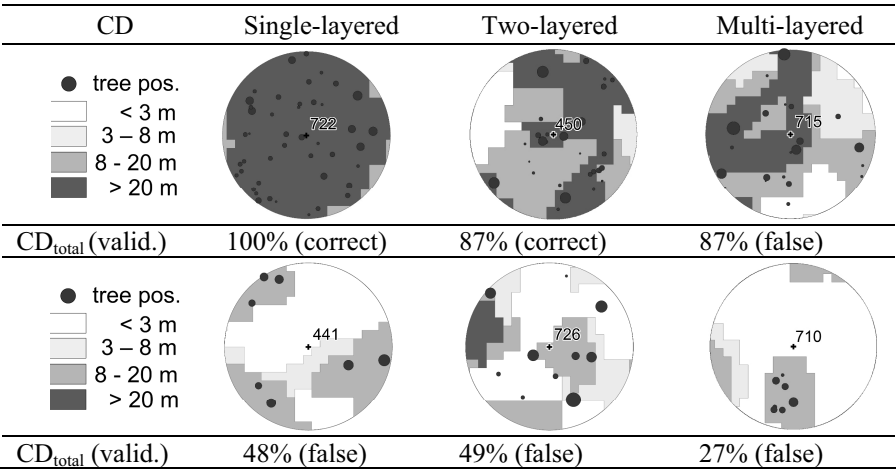 CD Single-layered Two-layered Multi-layered
tree pos.
< 3 m
3 – 8 m
8 - 20 m
> 20 m
722
450
715
CDtotal (valid.) 100% (correct) 87% (correct) 87% (false)
tree pos.
< 3 m
3 – 8 m
8 - 20 m
> 20 m
441
726
710
CDtotal (valid.) 48% (false) 49% (false) 27% (false)